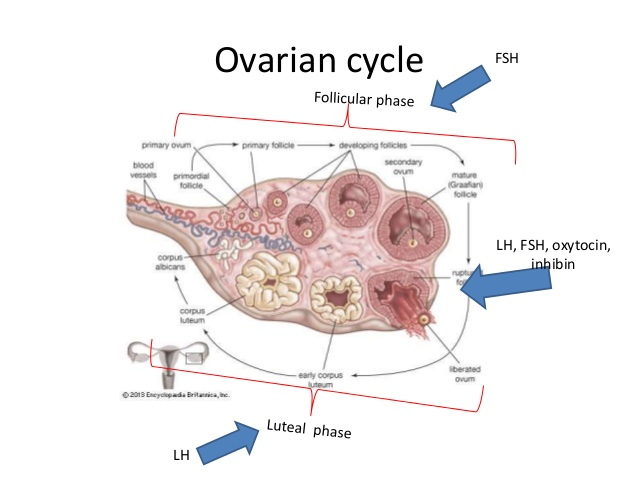 Ovarian cycle
FSH
Follicular phase
primary ovum
primary follicle
developing follicles
blood
vessels
primordial
follicle
secondary
ovum
mature
(Graafian)
follicle
LH, FSH, oxytocin,
inhibin
corpus
albicans
corpus
luteum
early corpus
luteum
liberated
ovum
© 2013 Encyclopædia Britannica, Inc.
Luteal phase
LH